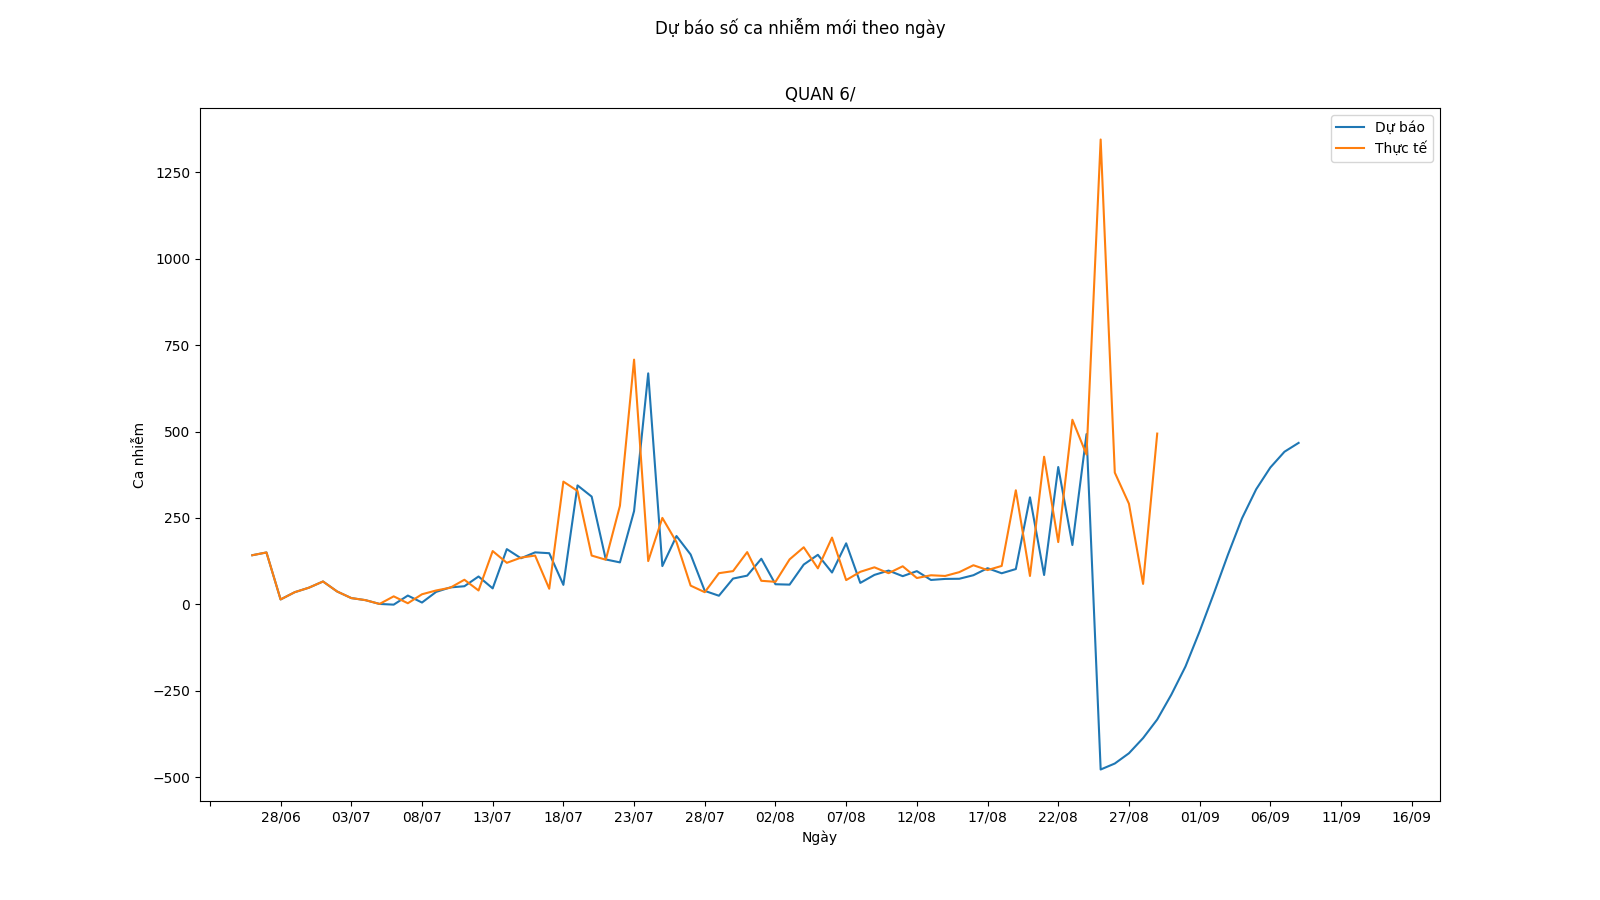 Dự báo số ca nhiễm mới theo ngày
QUAN 6/
Dự báo
Thực tế
1250
1000
750
500
250
0
−250
−500
Ca nhiễm
28/06 03/07 08/07 13/07 18/07 23/07 28/07 02/08 07/08 12/08 17/08 22/08 27/08 01/09 06/09 11/09 16/09
Ngày